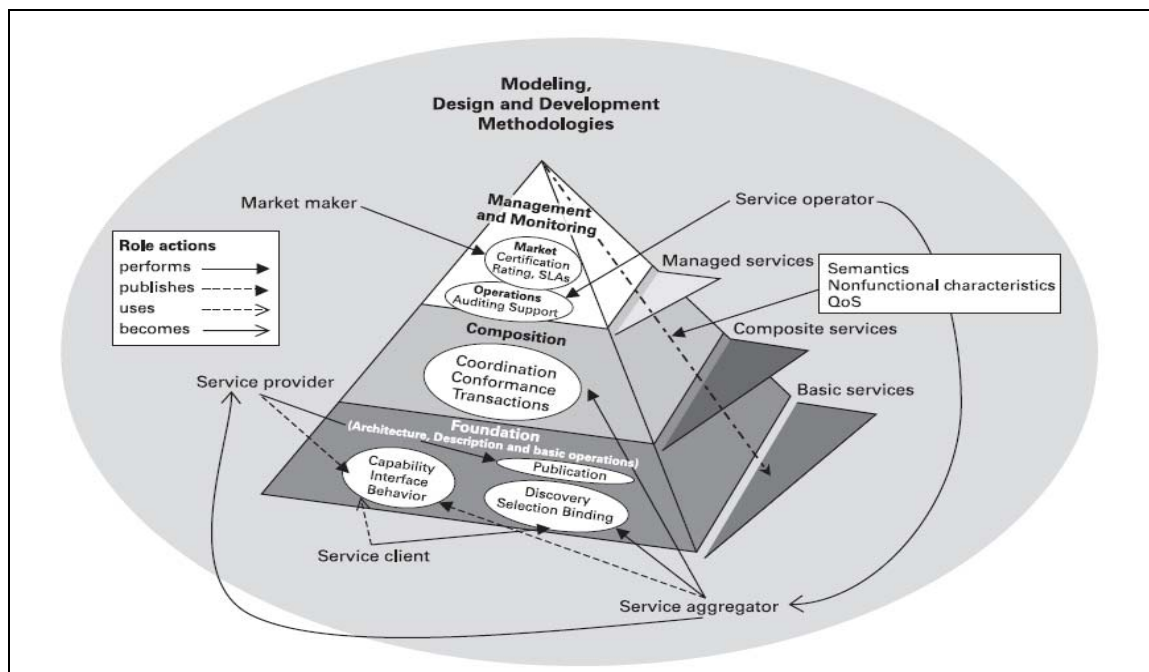 Modeling,
Design and Development
Methodologies
Market maker
Service operator
Management
and Monitoring
Role actions
performs
publishes
uses
becomes
Market
Certification
Rating, SLAs
Managed services
Semantics
Nonfunctional characteristics
QoS
Operations
Auditing Support
Composition
Composite services
Coordination
Conformance
Transactions
Service provider
Basic services
Foundation
(Architecture, Description and basic operations)
Capability
Interface
Behavior
Publication
Discovery
Selection Binding
Service client
Service aggregator